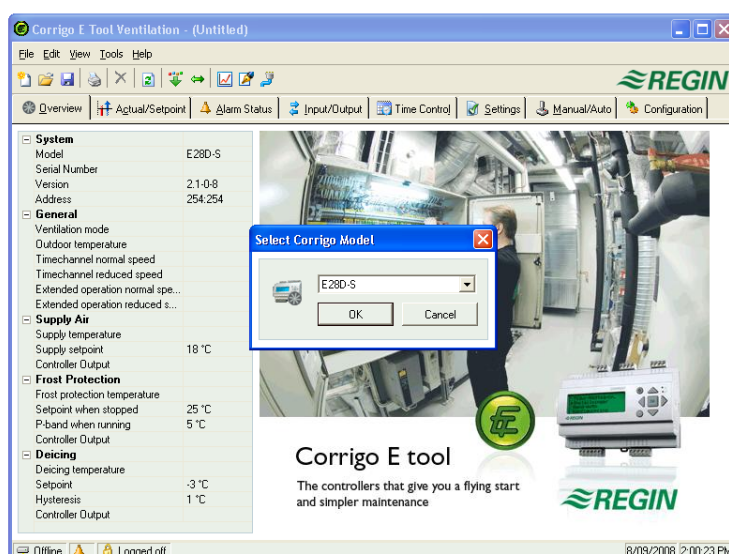 Corrigo E Tool Ventilation - (Untitled)
File Edit View Tools Help
REGIN
Overview Actual/Setpoint Alarm Status Input/Output Time Control Settings Manual/Auto Configuration
System
Model E28D-S
Serial Number
Version 2.1-0-8
Address 254:254
General
Ventilation mode
Outdoor temperature
Timechannel normal speed
Timechannel reduced speed
Extended operation normal spe...
Extended operation reduced s...
Supply Air
Supply temperature
Supply setpoint 18 °C
Controller Output
Frost Protection
Frost protection temperature
Setpoint when stopped 25 °C
P-band when running 5 °C
Controller Output
Deicing
Deicing temperature
Setpoint -3 °C
Hysteresis 1 °C
Controller Output
Select Corrigo Model
E28D-S
OK Cancel
Corrigo E tool
The controllers that give you a flying start
and simpler maintenance
REGIN
Offline Logged off 8/09/2008 2:00:23 PM